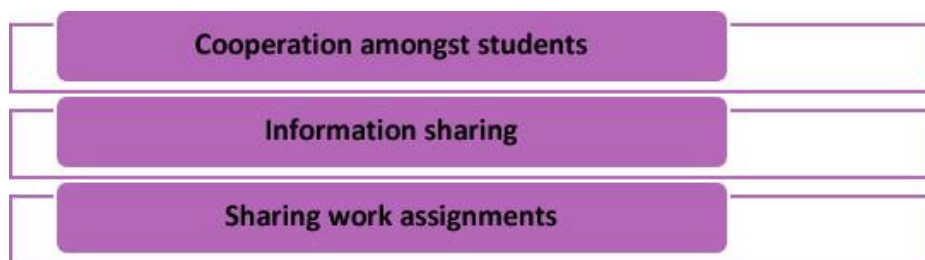 Cooperation amongst students
Information sharing
Sharing work assignments